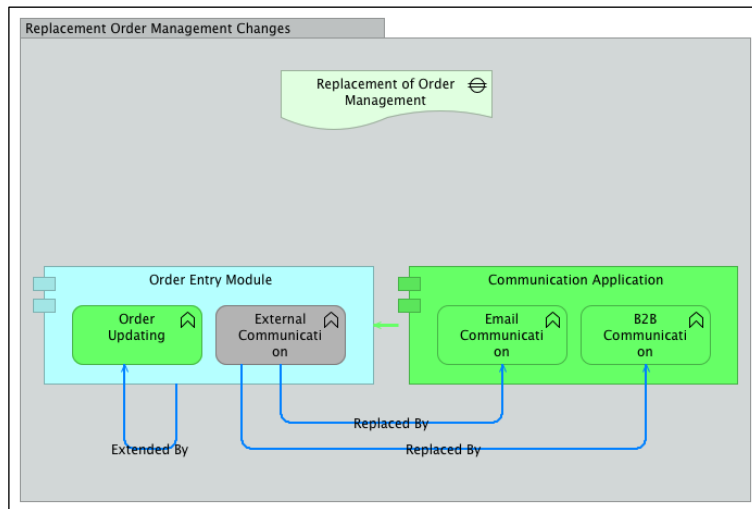 Replacement Order Management Changes
Replacement of Order
Management
Order Entry Module
Communication Application
Order
Updating
External
Communicati
on
Email
Communicati
on
B2B
Communicati
on
Replaced By
Extended By
Replaced By